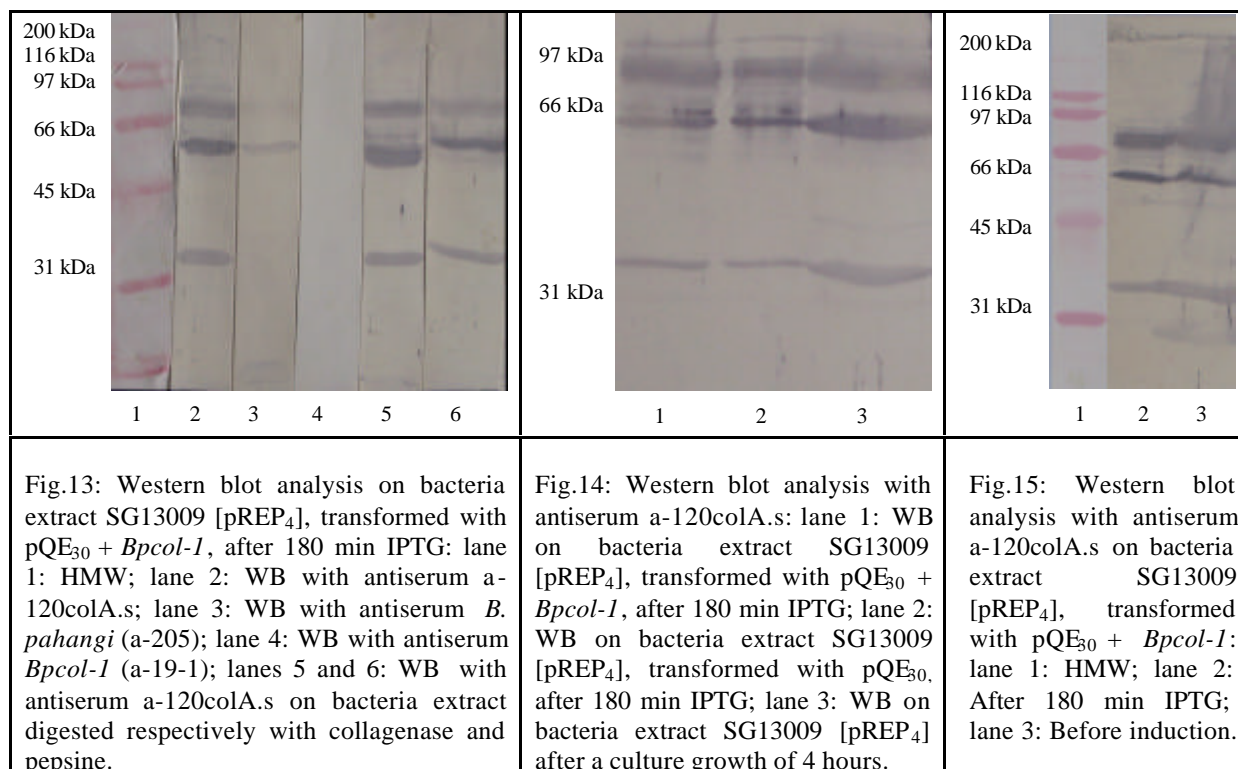 200 kDa
116 kDa
97 kDa
66 kDa
45 kDa
31 kDa
1 2 3 4 5 6
97 kDa
66 kDa
31 kDa
1 2 3
200 kDa
116 kDa
97 kDa
66 kDa
45 kDa
31 kDa
1 2 3
Fig.13: Western blot analysis on bacteria
extract SG13009 [pREP4], transformed with
pQE30 + Bpcol-1, after 180 min IPTG: lane
1: HMW; lane 2: WB with antiserum a-
120colA.s; lane 3: WB with antiserum B.
pahangi (a-205); lane 4: WB with antiserum
Bpcol-1 (a-19-1); lanes 5 and 6: WB with
antiserum a-120colA.s on bacteria extract
digested respectively with collagenase and
pepsine.
Fig.14: Western blot analysis with
antiserum a-120colA.s: lane 1: WB
on bacteria extract SG13009
[pREP4], transformed with pQE30 +
Bpcol-1, after 180 min IPTG; lane 2:
WB on bacteria extract SG13009
[pREP4], transformed with pQE30,
after 180 min IPTG; lane 3: WB on
bacteria extract SG13009 [pREP4]
after a culture growth of 4 hours.
Fig.15: Western blot
analysis with antiserum
a-120colA.s on bacteria
extract SG13009
[pREP4], transformed
with pQE30 + Bpcol-1:
lane 1: HMW; lane 2:
After 180 min IPTG;
lane 3: Before induction.